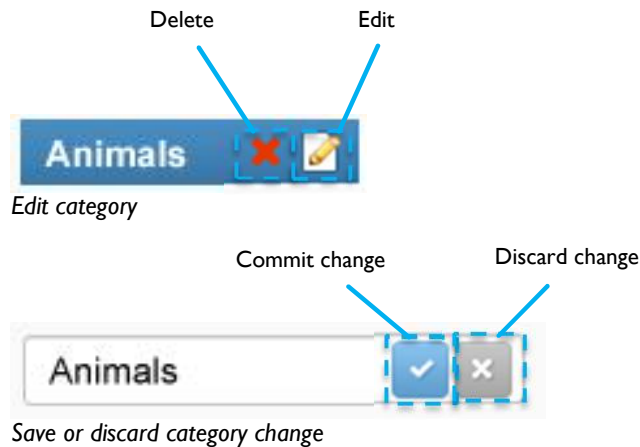 Delete Edit
Animals
Edit category
Commit change Discard change
Animals
Save or discard category change